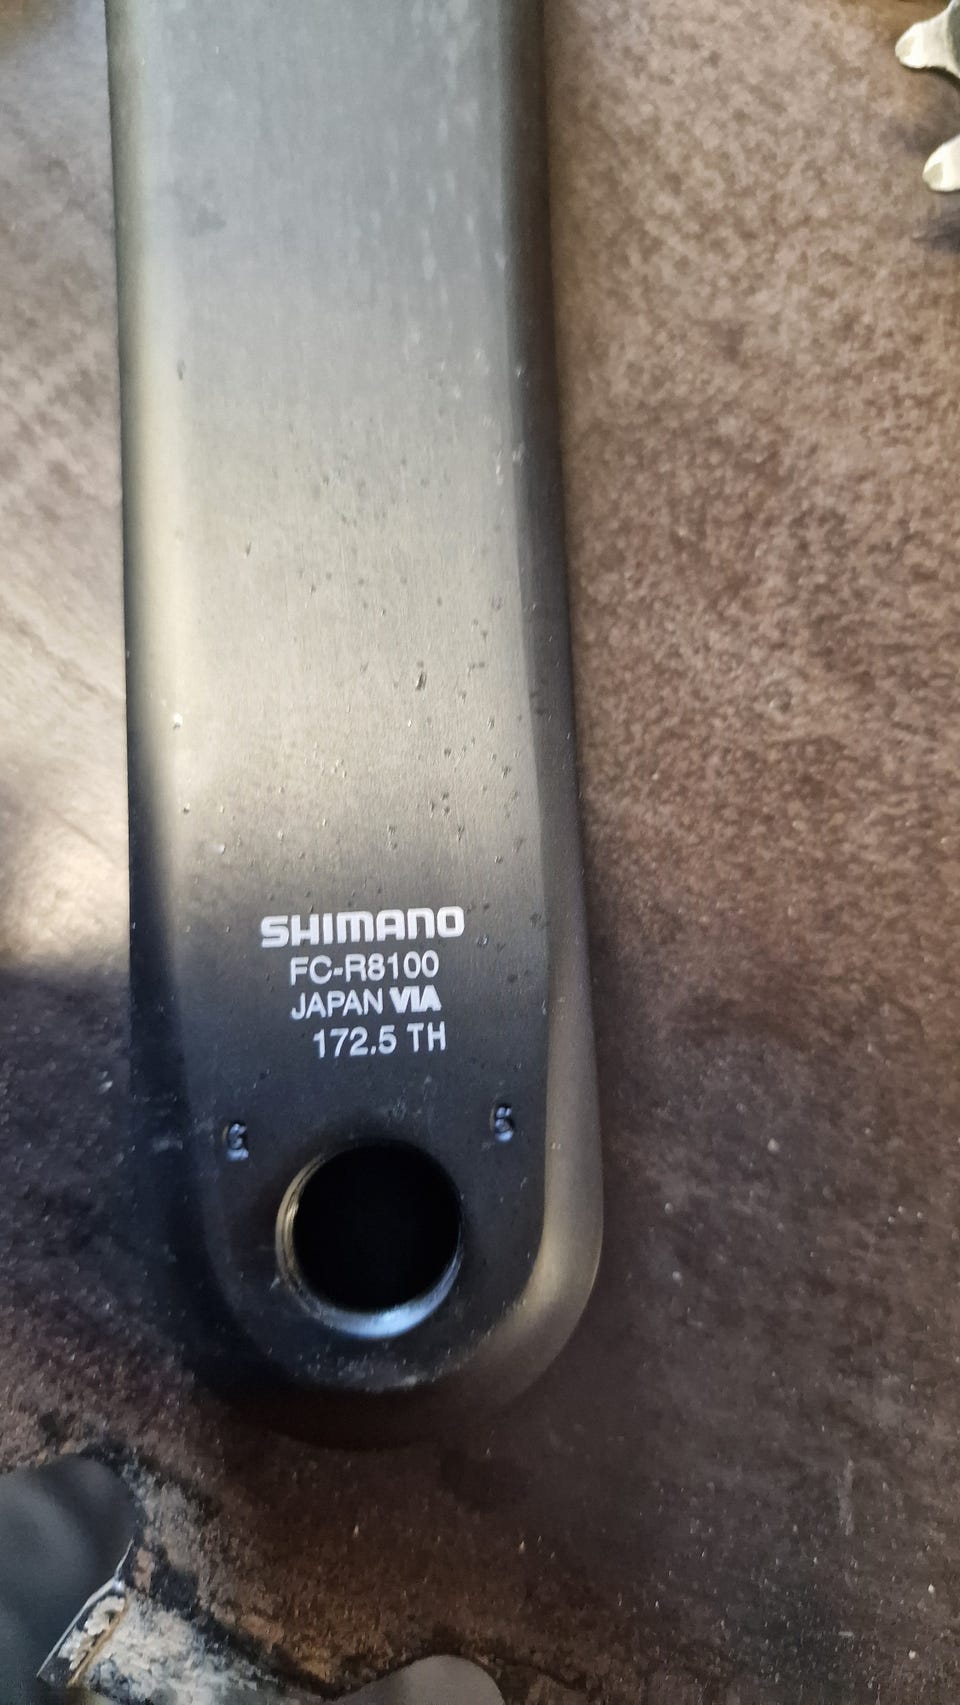 SHIMANO
FC-R8100
JAPAN VIA
172.5 TH